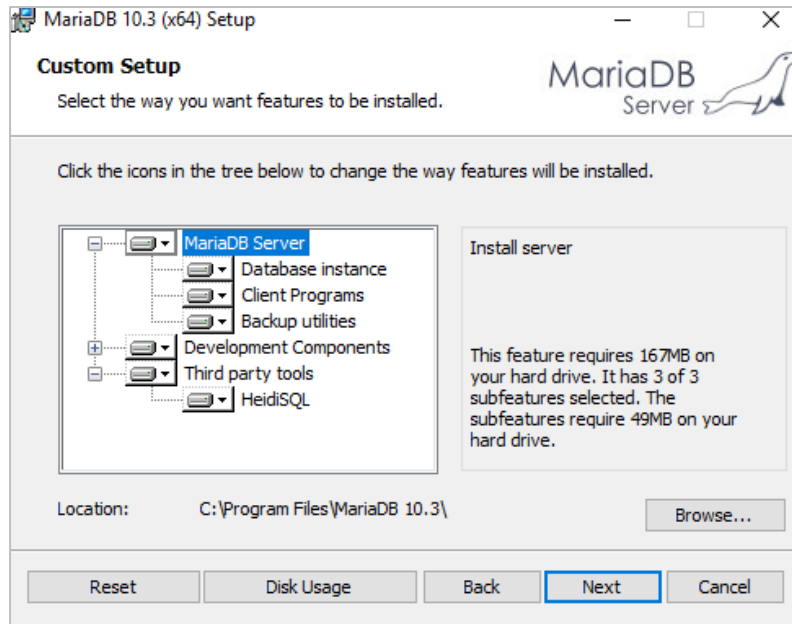 MariaDB 10.3 (x64) Setup
Custom Setup
Select the way you want features to be installed.
MariaDB
Server
Click the icons in the tree below to change the way features will be installed.
MariaDB Server
Database instance
Client Programs
Backup utilities
Development Components
Third party tools
HeidiSQL
Install server
This feature requires 167MB on
your hard drive. It has 3 of 3
subfeatures selected. The
subfeatures require 49MB on your
hard drive.
Location: C:\Program Files\MariaDB 10.3\
Browse...
Reset Disk Usage Back Next Cancel